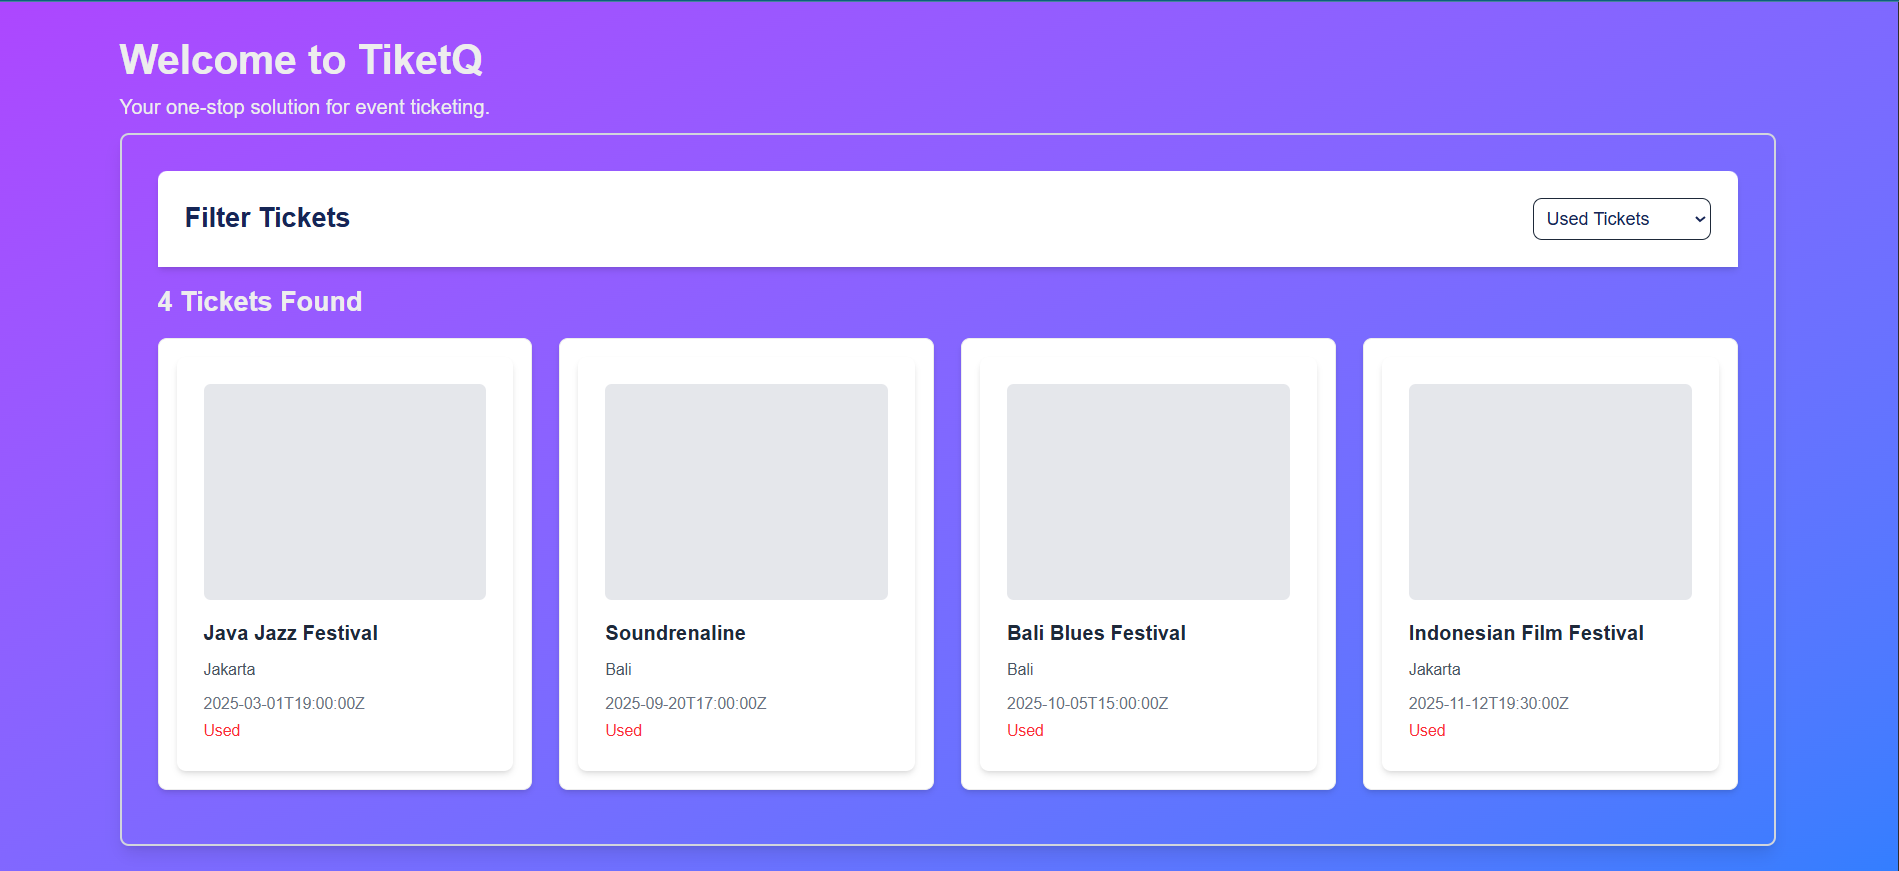 Welcome to TiketQ
Your one-stop solution for event ticketing.
Filter Tickets
Used Tickets
4 Tickets Found
Java Jazz Festival
Jakarta
2025-03-01T19:00:00Z
Used
Soundrenaline
Bali
2025-09-20T17:00:00Z
Used
Bali Blues Festival
Bali
2025-10-05T15:00:00Z
Used
Indonesian Film Festival
Jakarta
2025-11-12T19:30:00Z
Used